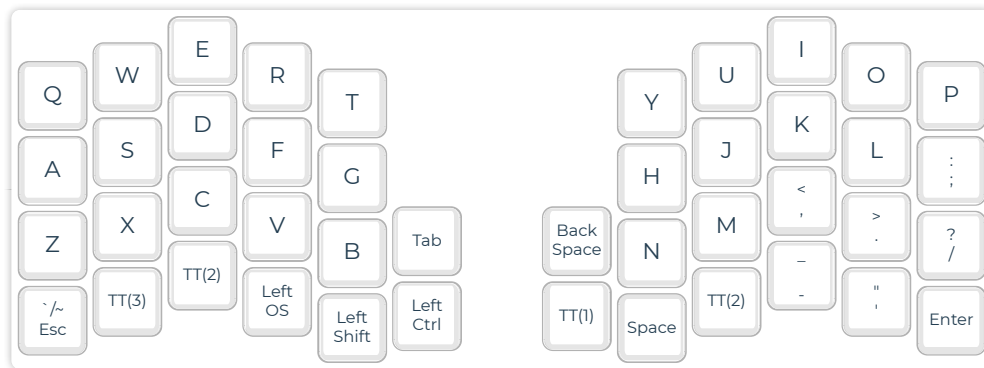 Q W E R T Y U I O P
A S D F G H J K L : ;
Z X C V B Tab Back Space N M < , > . ? /
`/~ Esc TT(3) TT(2) Left OS Left Shift Left Ctrl TT(1) Space TT(2) _ - " ' Enter